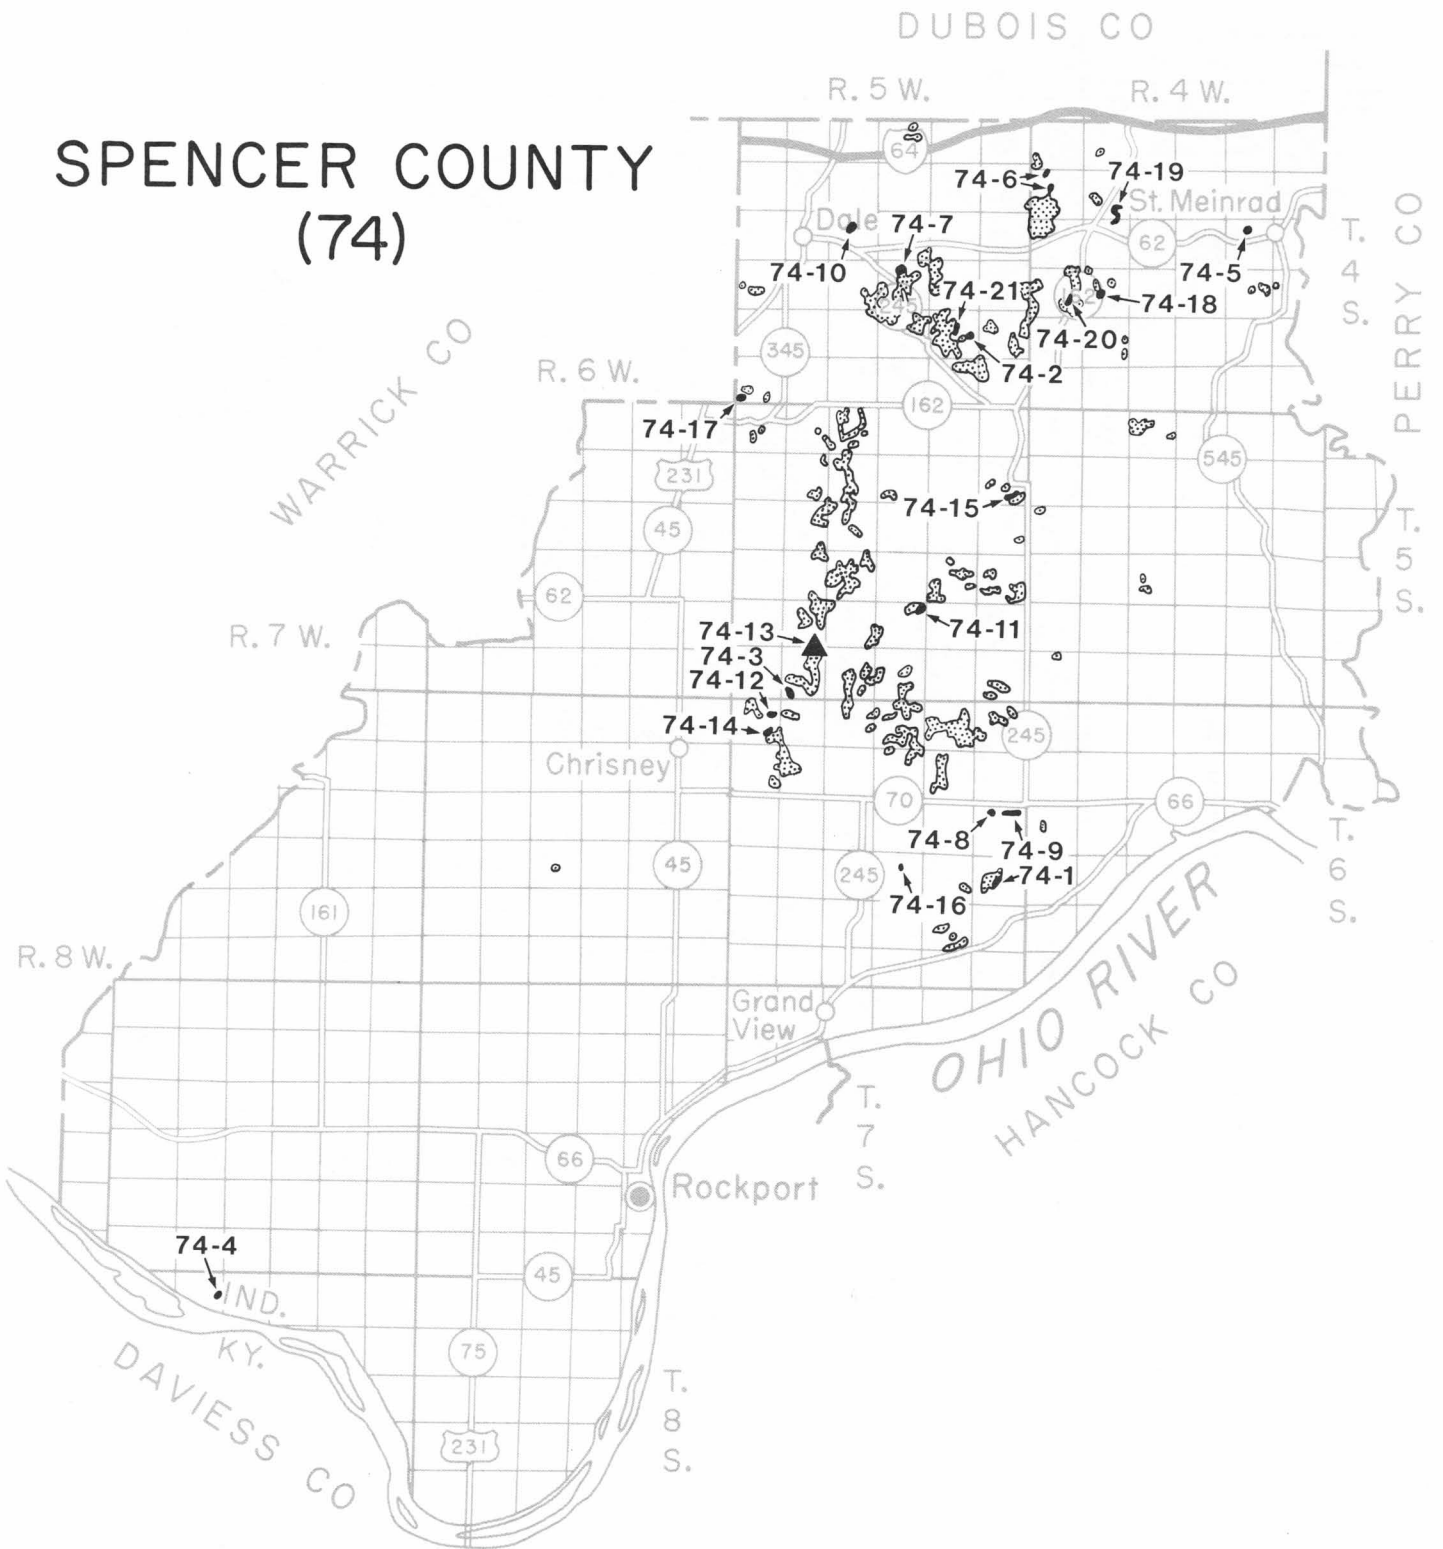 DUBOIS CO
R. 5 W.
R. 4 W.
SPENCER COUNTY
(74)
64
74-6
74-19
St. Meinrad
Dale
74-7
62
74-10
74-5
T.
4
S.
PERRY CO
74-21
245
162
74-18
74-20
345
74-2
WARRICK CO
R. 6 W.
162
74-17
231
545
45
74-15
T.
5
S.
62
R. 7 W.
74-13
74-11
74-3
74-12
74-14
245
Chrisney
70
66
74-8
74-9
T.
6
S.
45
245
74-1
74-16
161
R. 8 W.
Grand
View
OHIO RIVER
HANCOCK CO
T.
7
S.
66
Rockport
74-4
IND.
45
KY.
DAVIESS CO
75
T.
8
S.
231